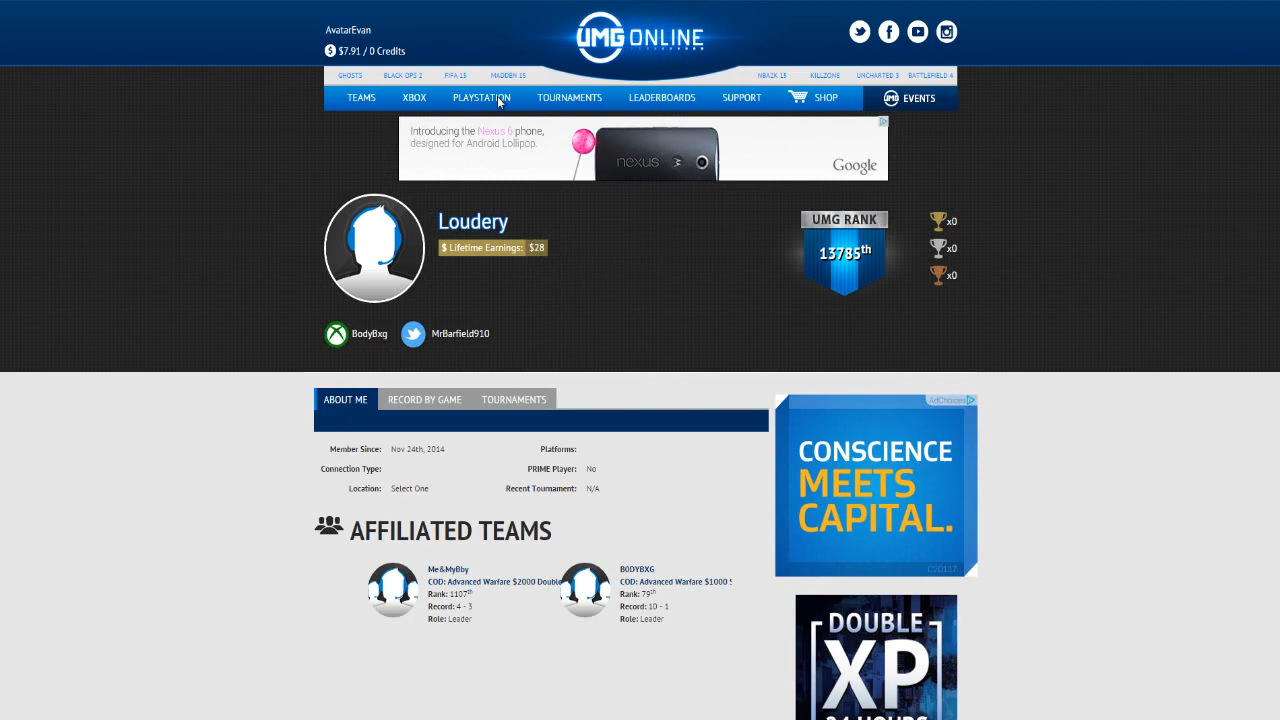 AvatarEvan
$ $7.91 / 0 Credits
UMG ONLINE
GHOSTS BLACK OPS 2 FIFA 15 MADDEN 15 NBA2K 15 KILLZONE UNCHARTED 3 BATTLEFIELD 4
TEAMS XBOX PLAYSTATION TOURNAMENTS LEADERBOARDS SUPPORT SHOP UMG EVENTS
Introducing the Nexus 6 phone,
designed for Android Lollipop.
nexus
Google
Loudery
$ Lifetime Earnings: $28
UMG RANK
13785th
x0
x0
x0
BodyBxg MrBarfield910
ABOUT ME RECORD BY GAME TOURNAMENTS
Member Since: Nov 24th, 2014 Platforms:
Connection Type: PRIME Player: No
Location: Select One Recent Tournament: N/A
AFFILIATED TEAMS
Me&MyBby
COD: Advanced Warfare $2000 Double
Rank: 1107th
Record: 4 - 3
Role: Leader
B0DYBXG
COD: Advanced Warfare $1000 S
Rank: 79th
Record: 10 - 1
Role: Leader
AdChoices
CONSCIENCE
MEETS
CAPITAL.
DOUBLE
XP
24 HOURS